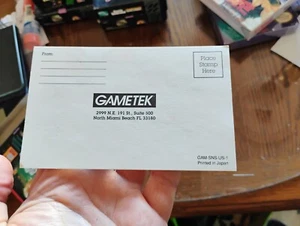 From:
Place
Stamp
Here
GAMETEK
2999 N.E. 191 St., Suite 500
North Miami Beach FL 33180
GAM-SNS-US-1
Printed in Japan